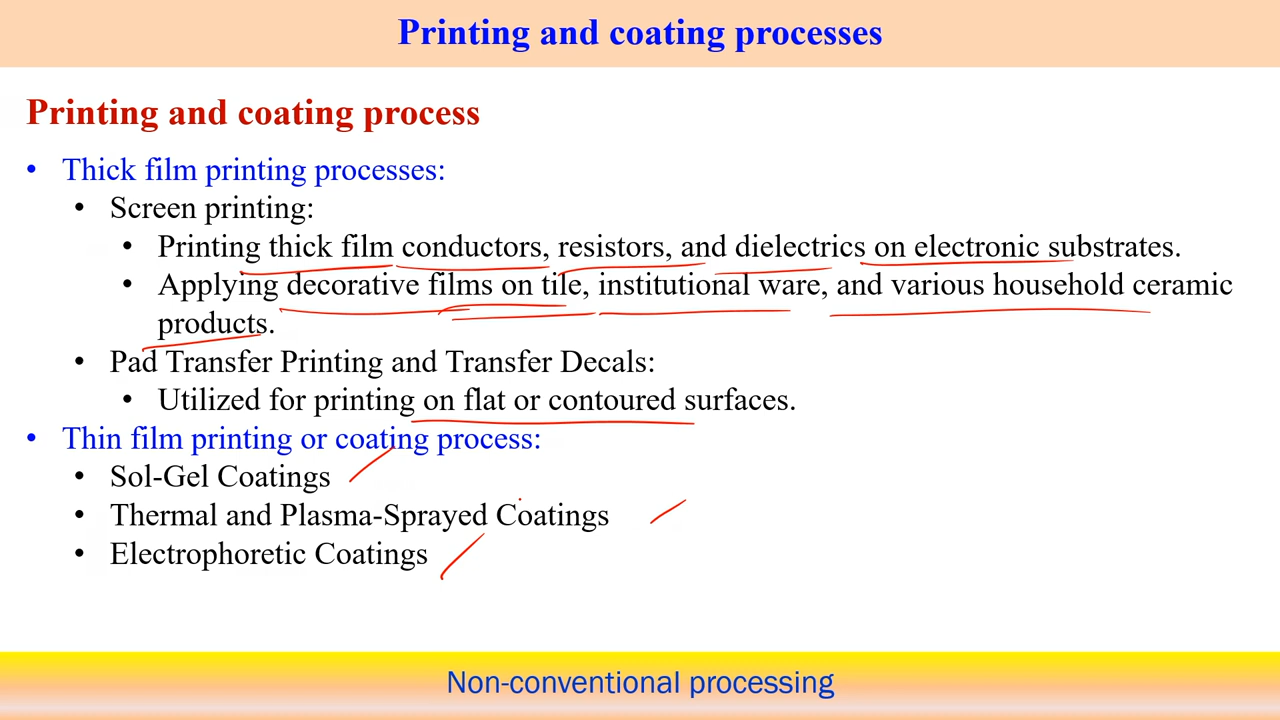 Printing and coating processes
Printing and coating process
• Thick film printing processes:
• Screen printing:
• Printing thick film conductors, resistors, and dielectrics on electronic substrates.
• Applying decorative films on tile, institutional ware, and various household ceramic
products.
• Pad Transfer Printing and Transfer Decals:
• Utilized for printing on flat or contoured surfaces.
• Thin film printing or coating process:
• Sol-Gel Coatings
• Thermal and Plasma-Sprayed Coatings
• Electrophoretic Coatings
Non-conventional processing